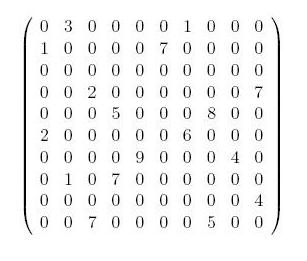 0 3 0 0 0 0 1 0 0 0
1 0 0 0 0 7 0 0 0 0
0 0 0 0 0 0 0 0 0 0
0 0 2 0 0 0 0 0 0 7
0 0 0 5 0 0 0 8 0 0
2 0 0 0 0 0 6 0 0 0
0 0 0 0 9 0 0 0 4 0
0 1 0 7 0 0 0 0 0 0
0 0 0 0 0 0 0 0 0 4
0 0 7 0 0 0 0 5 0 0